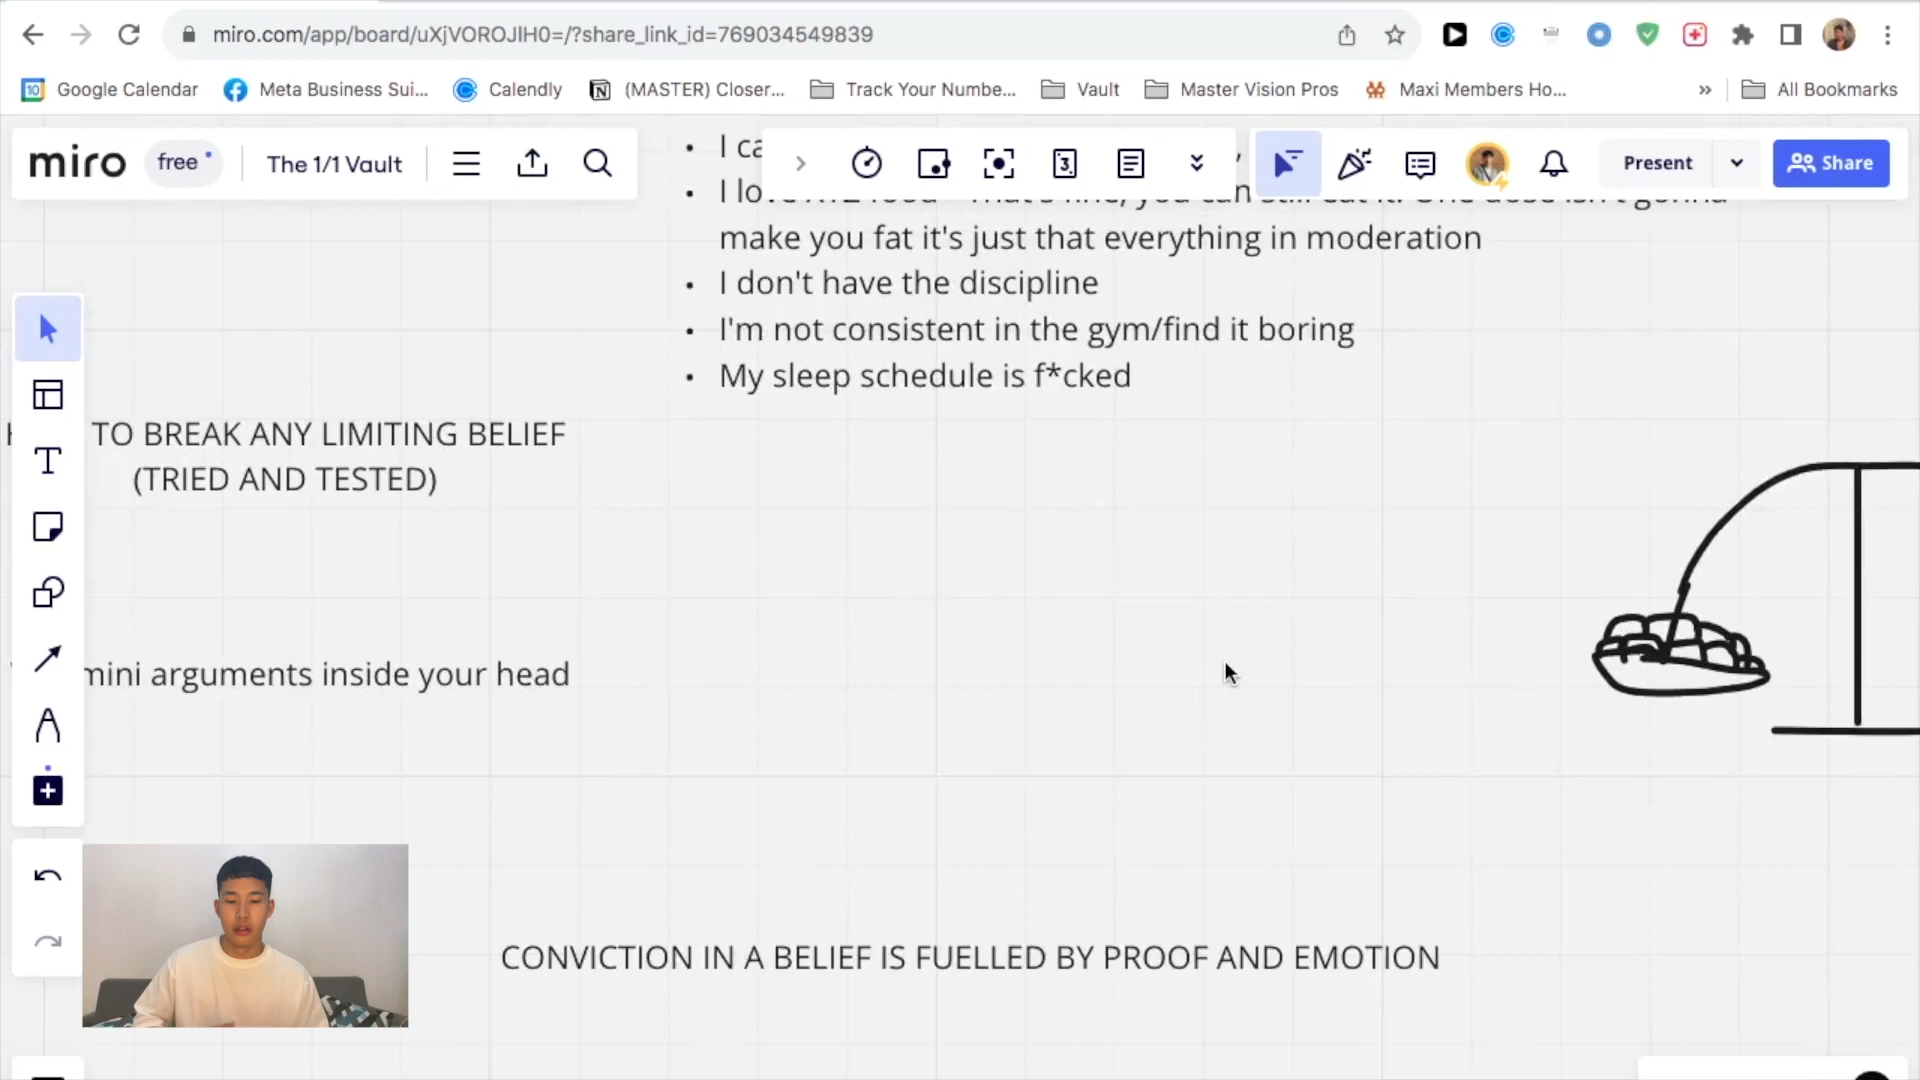 miro.com/app/board/uXjVOROJlH0=/?share_link_id=769034549839
10 Google Calendar
Meta Business Sui...
Calendly
(MASTER) Closer...
Track Your Numbe...
Vault
Master Vision Pros
Maxi Members Ho...
» All Bookmarks
miro free
The 1/1 Vault
3
Present
Share
• I
• I
make you fat it's just that everything in moderation
• I don't have the discipline
• I'm not consistent in the gym/find it boring
• My sleep schedule is f*cked
TO BREAK ANY LIMITING BELIEF
(TRIED AND TESTED)
mini arguments inside your head
CONVICTION IN A BELIEF IS FUELLED BY PROOF AND EMOTION